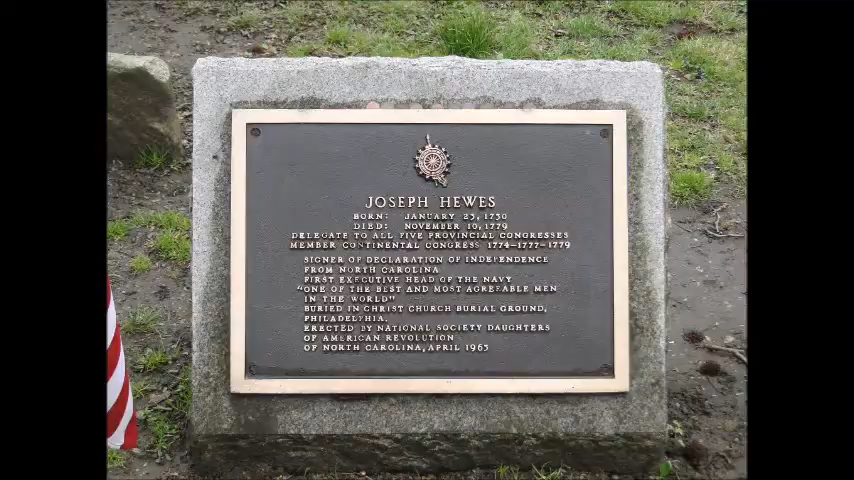 JOSEPH HEWES
BORN: JANUARY 23, 1730
DIED: NOVEMBER 10, 1779
DELEGATE TO ALL FIVE PROVINCIAL CONGRESSES
MEMBER CONTINENTAL CONGRESS 1774-1777-1779
SIGNER OF DECLARATION OF INDEPENDENCE
FROM NORTH CAROLINA
FIRST EXECUTIVE HEAD OF THE NAVY
"ONE OF THE BEST AND MOST AGREEABLE MEN
IN THE WORLD"
BURIED IN CHRIST CHURCH BURIAL GROUND,
PHILADELPHIA.
ERECTED BY NATIONAL SOCIETY DAUGHTERS
OF AMERICAN REVOLUTION
OF NORTH CAROLINA, APRIL 1965